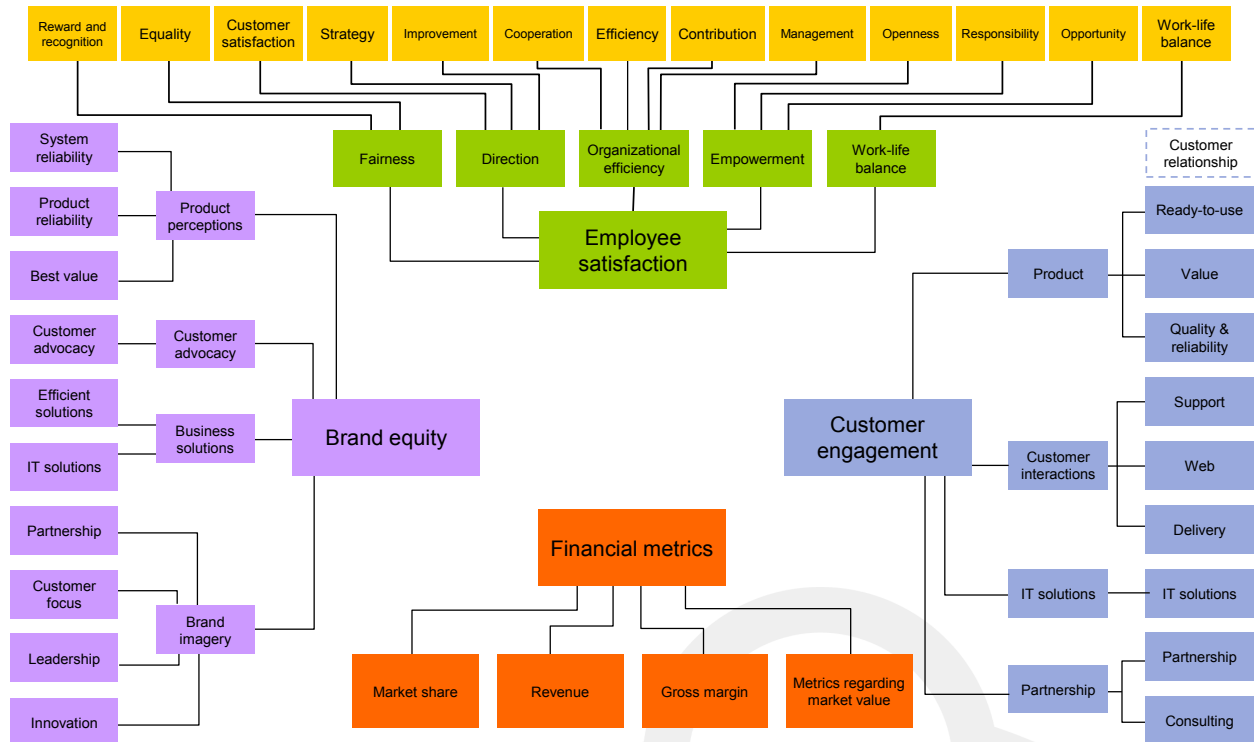 Reward and
recognition
Equality
Customer
satisfaction
Strategy
Improvement
Cooperation
Efficiency
Contribution
Management
Openness
Responsibility
Opportunity
Work-life
balance
Fairness
Direction
Organizational
efficiency
Empowerment
Work-life
balance
Employee
satisfaction
System
reliability
Product
reliability
Best value
Product
perceptions
Customer
advocacy
Customer
advocacy
Efficient
solutions
IT solutions
Business
solutions
Brand equity
Partnership
Customer
focus
Leadership
Innovation
Brand
imagery
Financial metrics
Market share
Revenue
Gross margin
Metrics regarding
market value
Customer
engagement
Customer
relationship
Product
Ready-to-use
Value
Quality &
reliability
Customer
interactions
Support
Web
Delivery
IT solutions
IT solutions
Partnership
Partnership
Consulting